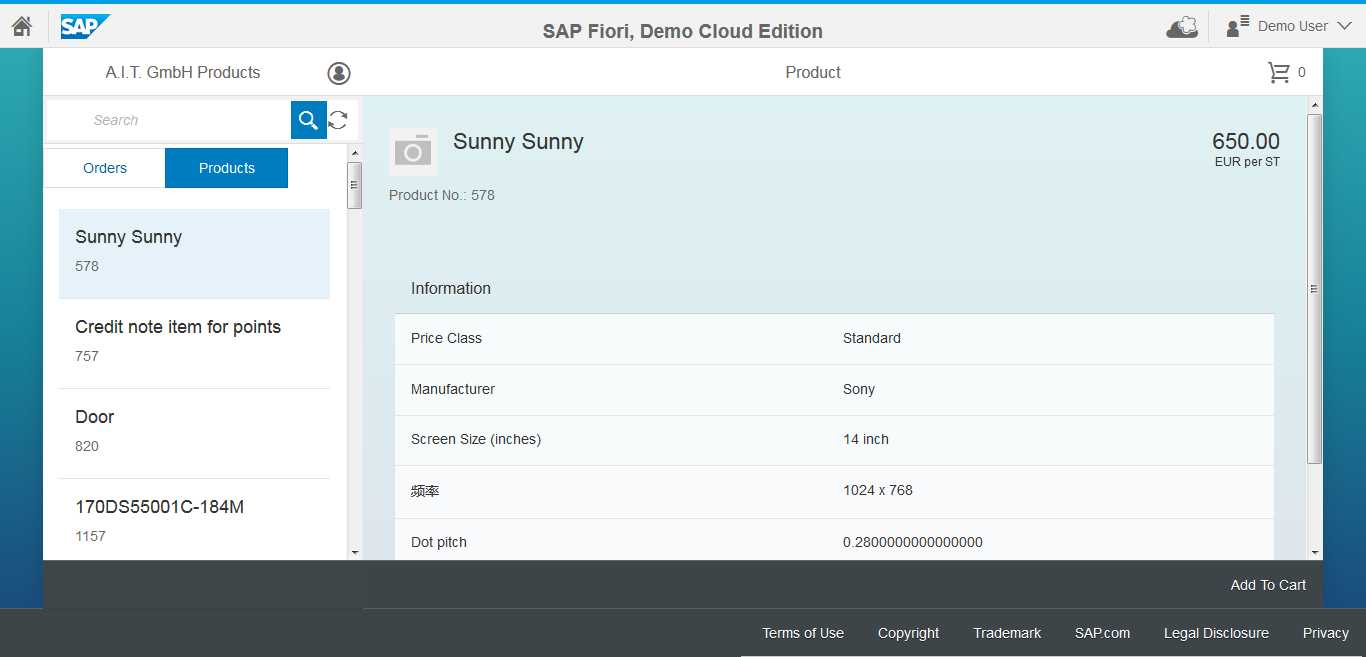 SAP
SAP Fiori, Demo Cloud Edition
Demo User
A.I.T. GmbH Products
Product
0
Search
Orders
Products
Sunny Sunny
578
Credit note item for points
757
Door
820
170DS55001C-184M
1157
Sunny Sunny
650.00
EUR per ST
Product No.: 578
Information
Price Class Standard
Manufacturer Sony
Screen Size (inches) 14 inch
频率 1024 x 768
Dot pitch 0.2800000000000000
Add To Cart
Terms of Use Copyright Trademark SAP.com Legal Disclosure Privacy